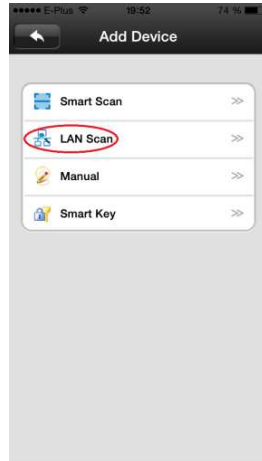 E-Plus 19:52 74 %
Add Device
Smart Scan
LAN Scan
Manual
Smart Key